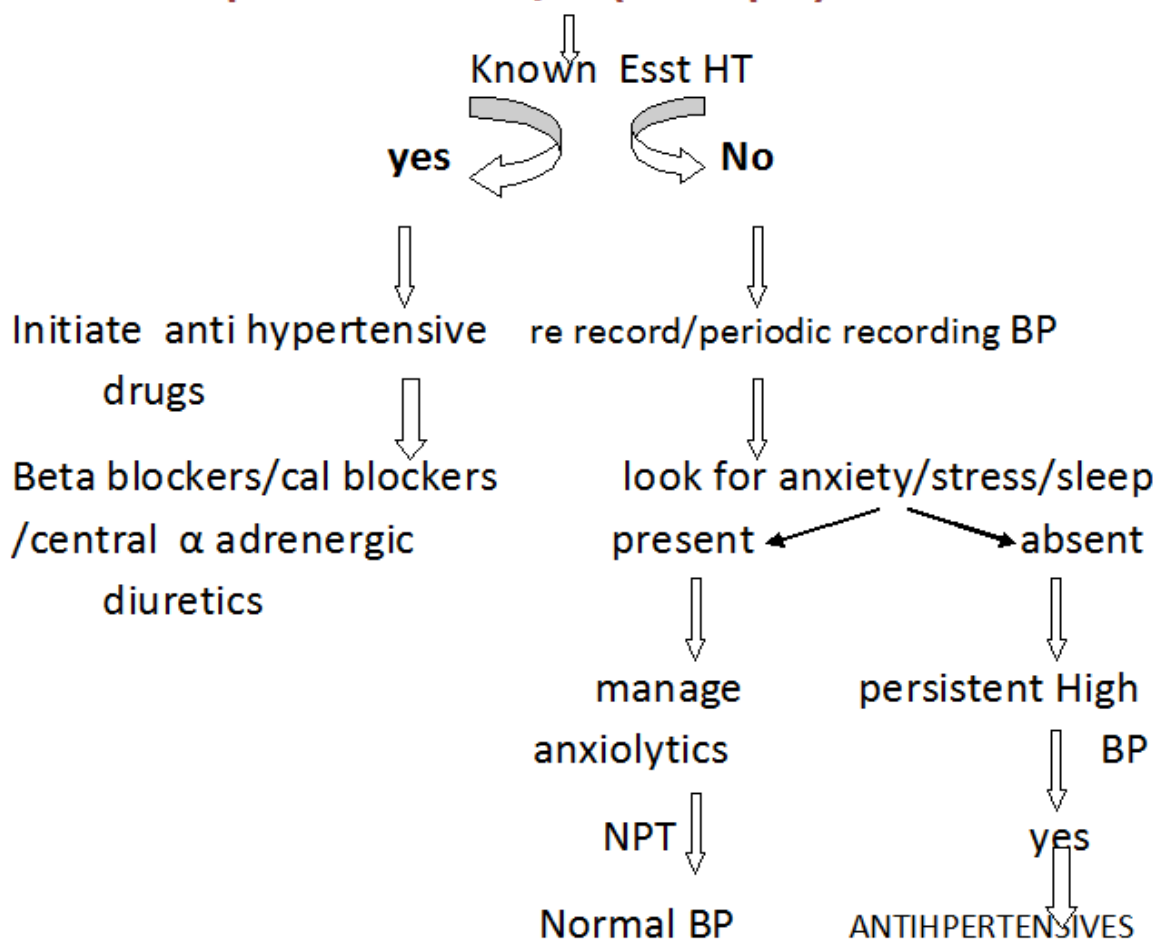 Known Esst HT
yes No
Initiate anti hypertensive re record/periodic recording BP
drugs
Beta blockers/cal blockers look for anxiety/stress/sleep
/central α adrenergic present absent
diuretics
manage persistent High
anxiolytics BP
NPT yes
Normal BP ANTIHPERTENSIVES